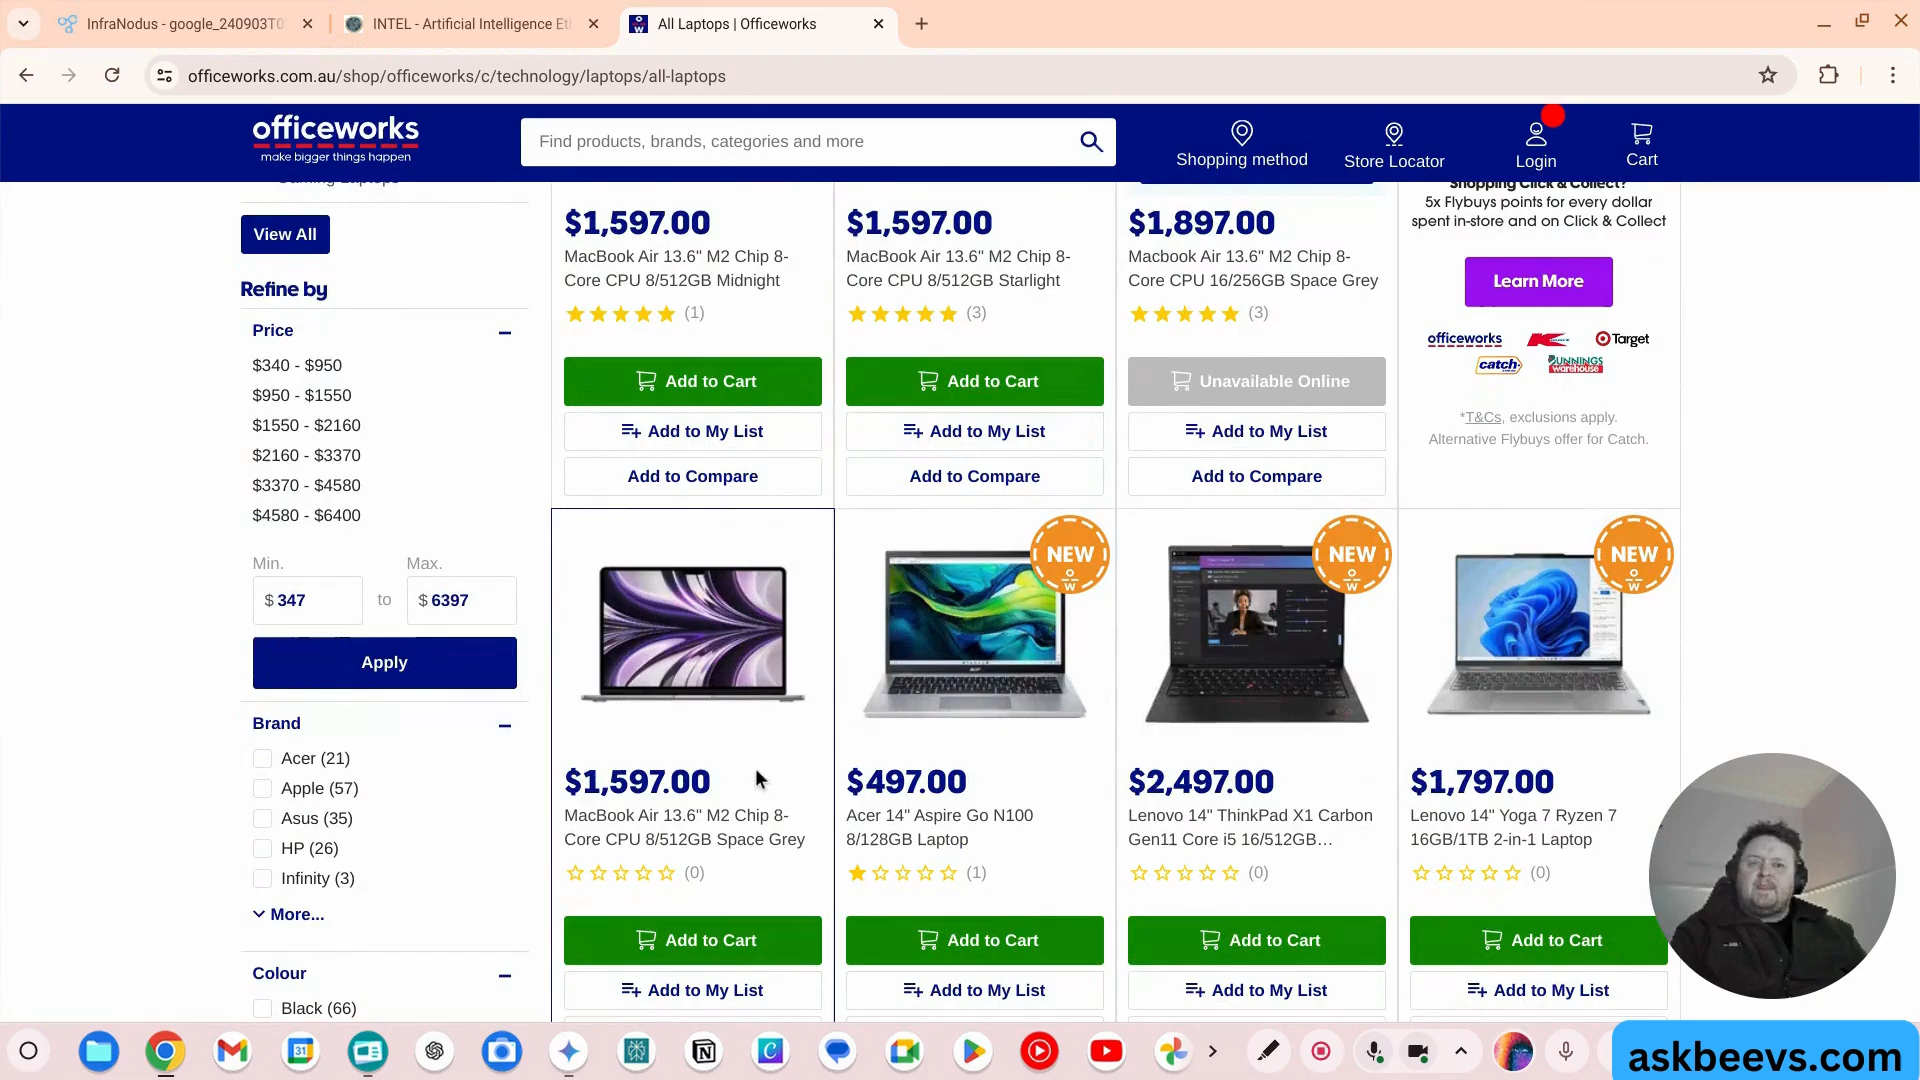 InfraNodus - google_240903T0
INTEL - Artificial Intelligence Et
All Laptops | Officeworks
officeworks.com.au/shop/officeworks/c/technology/laptops/all-laptops
officeworks
make bigger things happen
Find products, brands, categories and more
Shopping method
Store Locator
Login
Cart
Gaming Laptops
View All
Refine by
Price
$340 - $950
$950 - $1550
$1550 - $2160
$2160 - $3370
$3370 - $4580
$4580 - $6400
Min.
Max.
$ 347
to
$ 6397
Apply
Brand
Acer (21)
Apple (57)
Asus (35)
HP (26)
Infinity (3)
More...
Colour
Black (66)
$1,597.00
MacBook Air 13.6" M2 Chip 8-
Core CPU 8/512GB Midnight
(1)
Add to Cart
Add to My List
Add to Compare
$1,597.00
MacBook Air 13.6" M2 Chip 8-
Core CPU 8/512GB Starlight
(3)
Add to Cart
Add to My List
Add to Compare
$1,897.00
Macbook Air 13.6" M2 Chip 8-
Core CPU 16/256GB Space Grey
(3)
Unavailable Online
Add to My List
Add to Compare
Shopping Click & Collect?
5x Flybuys points for every dollar
spent in-store and on Click & Collect
Learn More
officeworks
Target
catch
BUNNINGS
warehouse
*T&Cs, exclusions apply.
Alternative Flybuys offer for Catch.
$1,597.00
MacBook Air 13.6" M2 Chip 8-
Core CPU 8/512GB Space Grey
(0)
Add to Cart
Add to My List
NEW
W
$497.00
Acer 14" Aspire Go N100
8/128GB Laptop
(1)
Add to Cart
Add to My List
NEW
W
$2,497.00
Lenovo 14" ThinkPad X1 Carbon
Gen11 Core i5 16/512GB…
(0)
Add to Cart
Add to My List
NEW
W
$1,797.00
Lenovo 14" Yoga 7 Ryzen 7
16GB/1TB 2-in-1 Laptop
(0)
Add to Cart
Add to My List
askbeevs.com